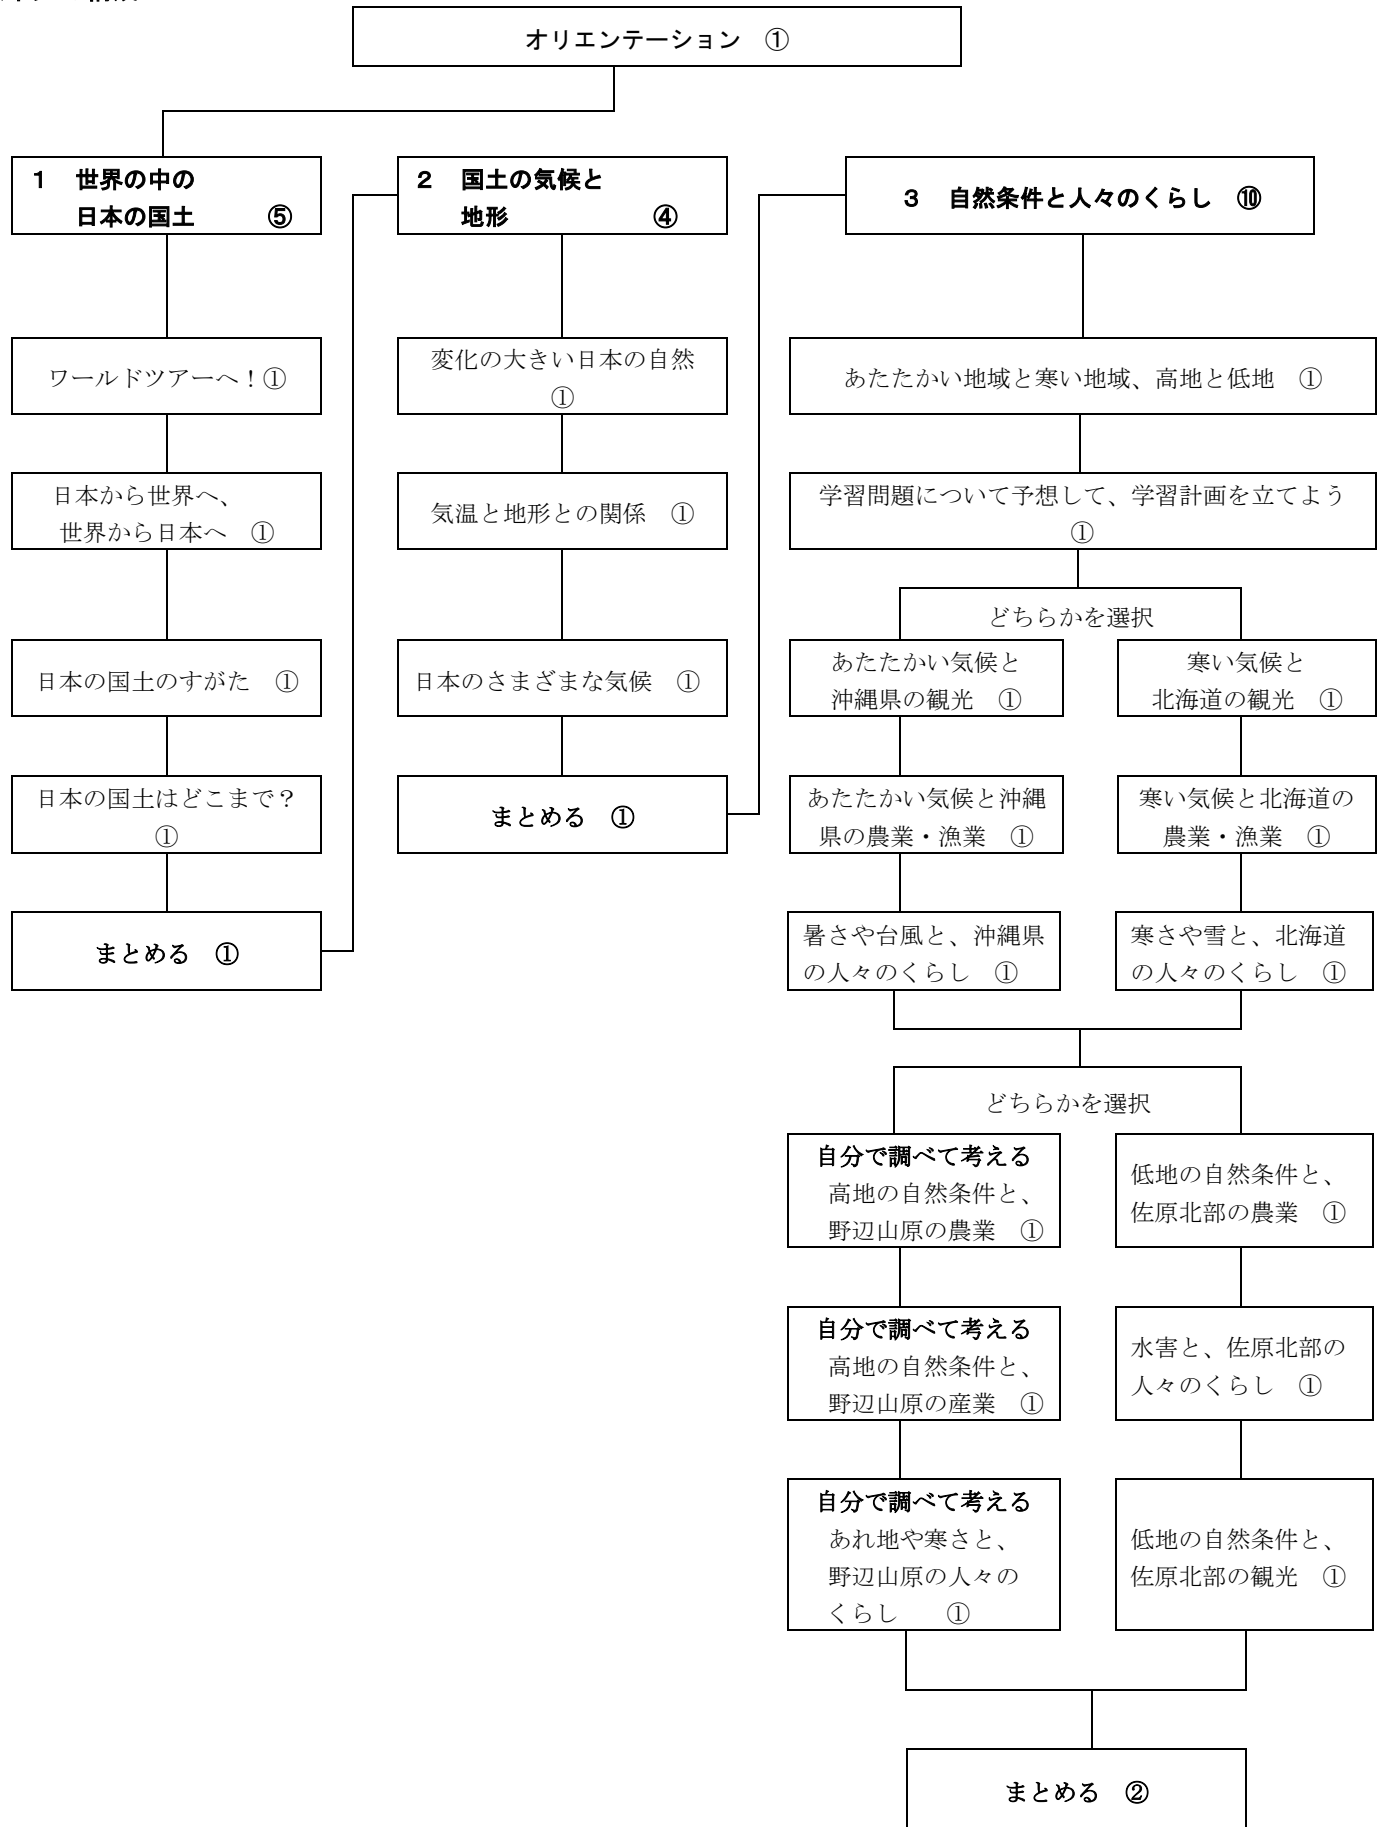 オリエンテーション　①
１　世界の中の
日本の国土　　　⑤
ワールドツアーへ！①
日本から世界へ、
世界から日本へ　①
日本の国土のすがた　①
日本の国土はどこまで？
①
まとめる　①
２　国土の気候と
地形　　　　　　④
変化の大きい日本の自然
①
気温と地形との関係　①
日本のさまざまな気候　①
まとめる　①
３　自然条件と人々のくらし　⑩
あたたかい地域と寒い地域、高地と低地　①
学習問題について予想して、学習計画を立てよう
①
どちらかを選択
あたたかい気候と
沖縄県の観光　①
寒い気候と
北海道の観光　①
あたたかい気候と沖縄
県の農業・漁業　①
寒い気候と北海道の
農業・漁業　①
暑さや台風と、沖縄県
の人々のくらし　①
寒さや雪と、北海道
の人々のくらし　①
どちらかを選択
自分で調べて考える
高地の自然条件と、
野辺山原の農業　①
低地の自然条件と、
佐原北部の農業　①
自分で調べて考える
高地の自然条件と、
野辺山原の産業　①
水害と、佐原北部の
人々のくらし　①
自分で調べて考える
あれ地や寒さと、
野辺山原の人々の
くらし　　①
低地の自然条件と、
佐原北部の観光　①
まとめる　②